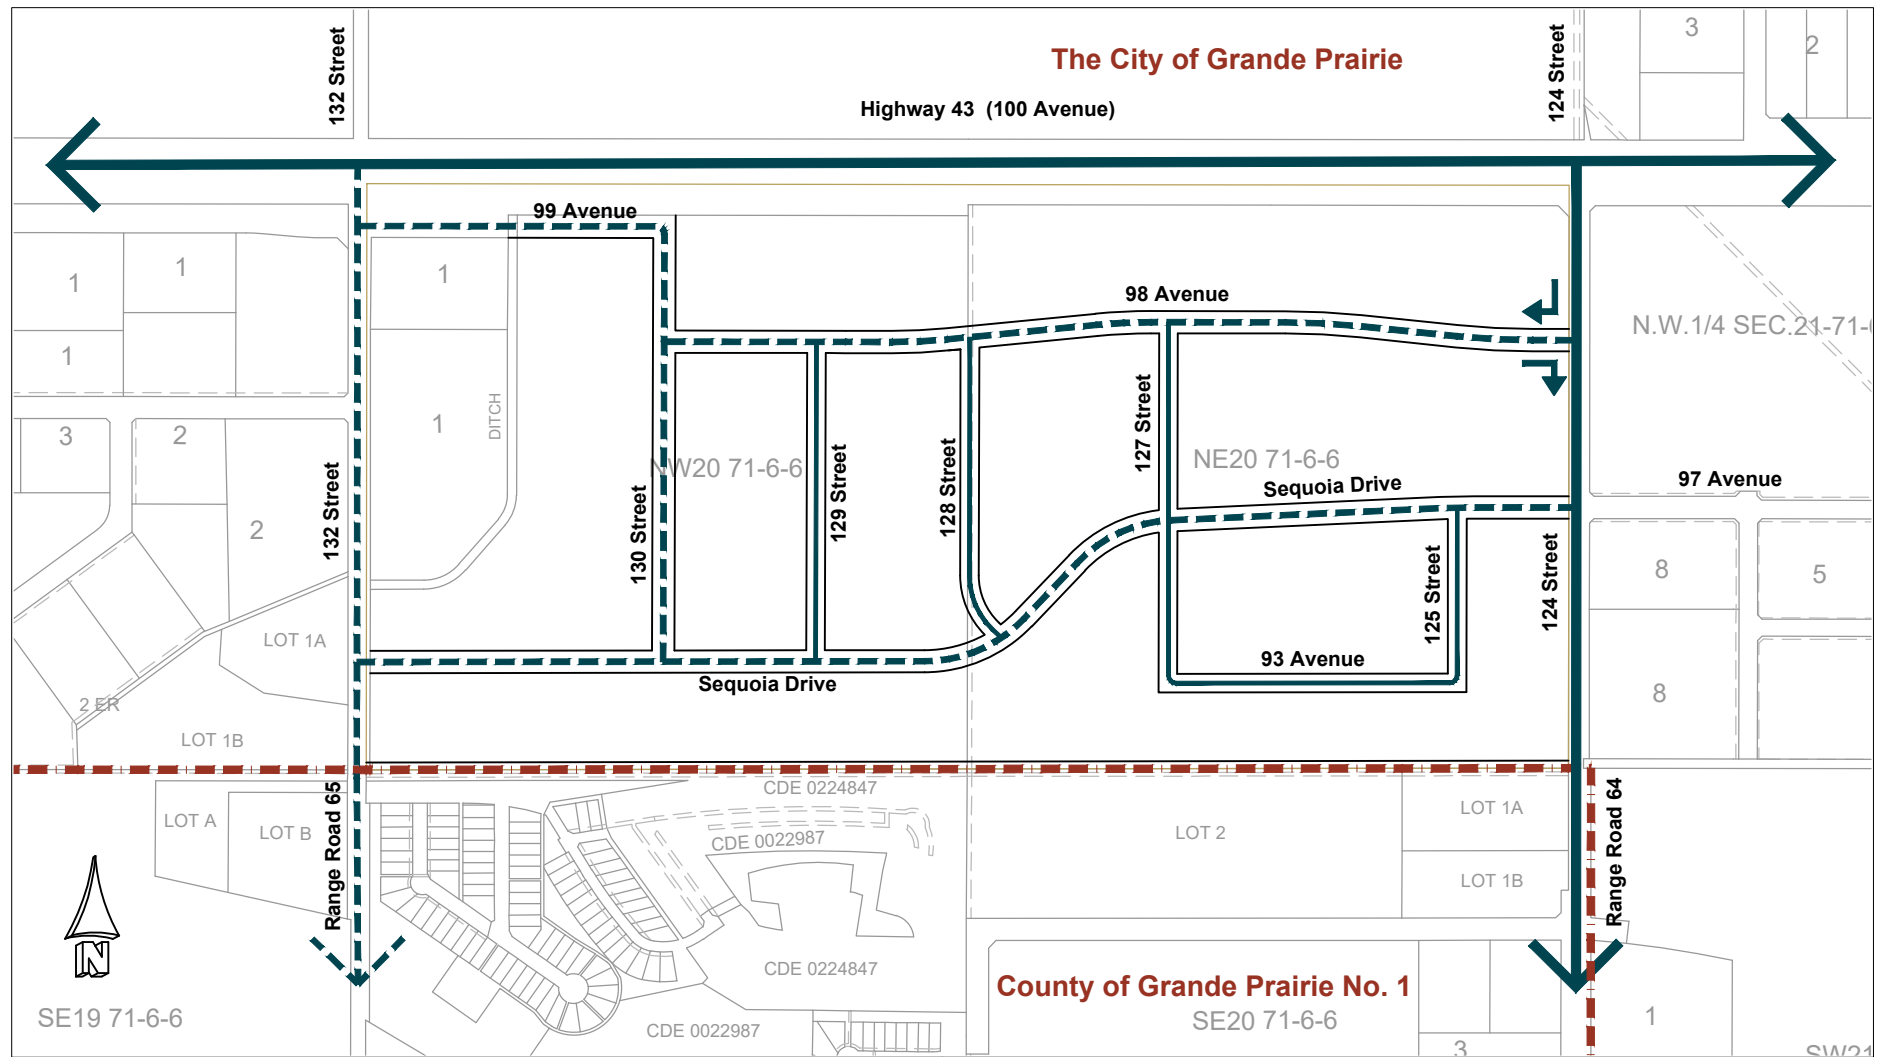 132 Street
The City of Grande Prairie
124 Street
3
2
Highway 43 (100 Avenue)
99 Avenue
1
1
1
98 Avenue
N.W.1/4 SEC.21-71-
1
1
DITCH
3
2
NW20 71-6-6
127 Street
NE20 71-6-6
Sequoia Drive
97 Avenue
132 Street
2
130 Street
129 Street
128 Street
125 Street
124 Street
8
5
LOT 1A
93 Avenue
Sequoia Drive
8
2 ER
LOT 1B
CDE 0224847
LOT A
LOT B
Range Road 65
CDE 0022987
LOT 2
LOT 1A
LOT 1B
Range Road 64
N
CDE 0224847
County of Grande Prairie No. 1
SE19 71-6-6
CDE 0022987
SE20 71-6-6
1
3
SW21